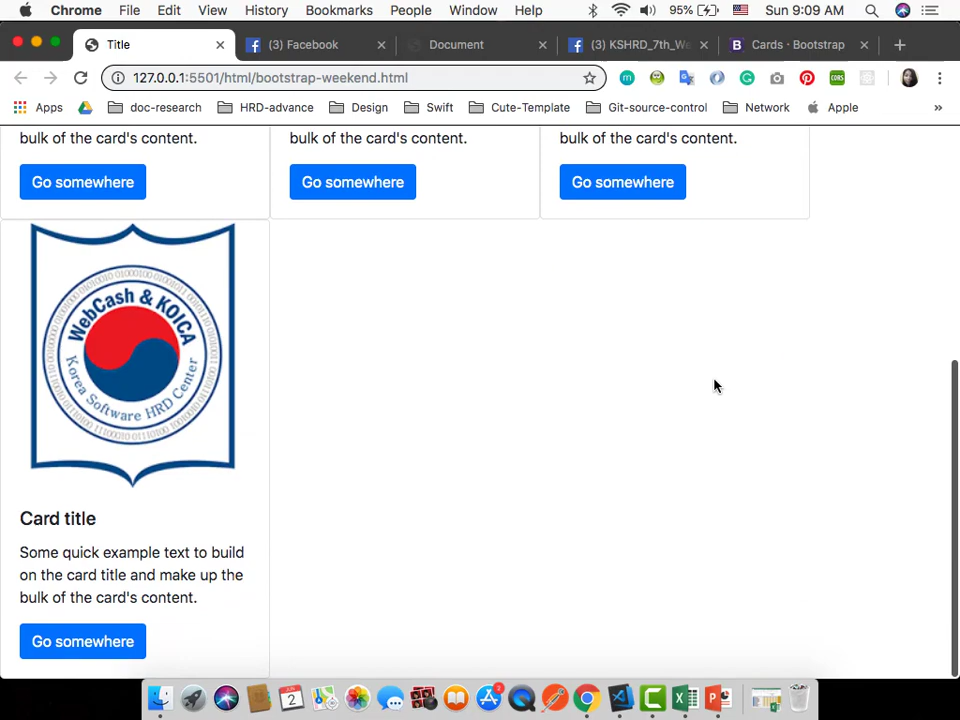 Chrome File Edit View History Bookmarks People Window Help 95% Sun 9:09 AM
Title (3) Facebook Document (3) KSHRD_7th_We Cards · Bootstrap
127.0.0.1:5501/html/bootstrap-weekend.html
Apps doc-research HRD-advance Design Swift Cute-Template Git-source-control Network Apple »
bulk of the card's content. bulk of the card's content. bulk of the card's content.
Go somewhere Go somewhere Go somewhere
WebCash & KOICA
Korea Software HRD Center
Card title
Some quick example text to build
on the card title and make up the
bulk of the card's content.
Go somewhere